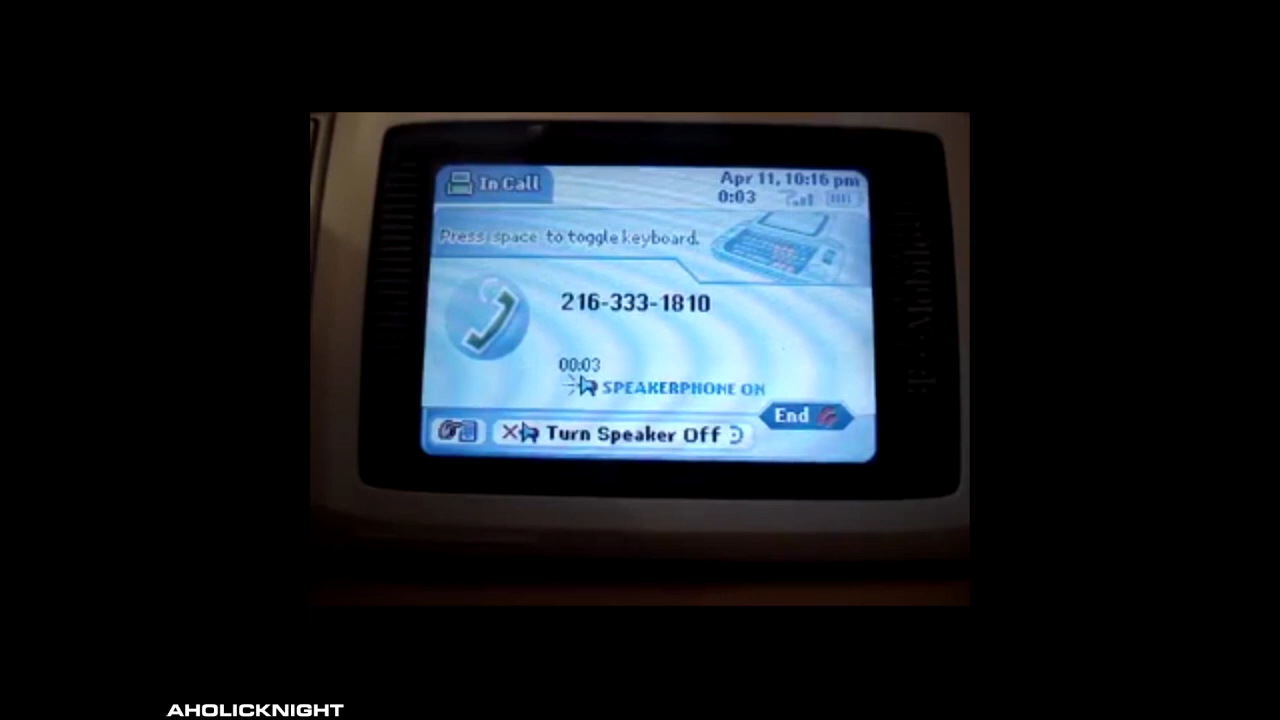 In Call
Apr 11, 10:16 pm
0:03
Press space to toggle keyboard.
216-333-1810
00:03
SPEAKERPHONE ON
End
Turn Speaker Off
T-Mobile
AHOLICKNIGHT